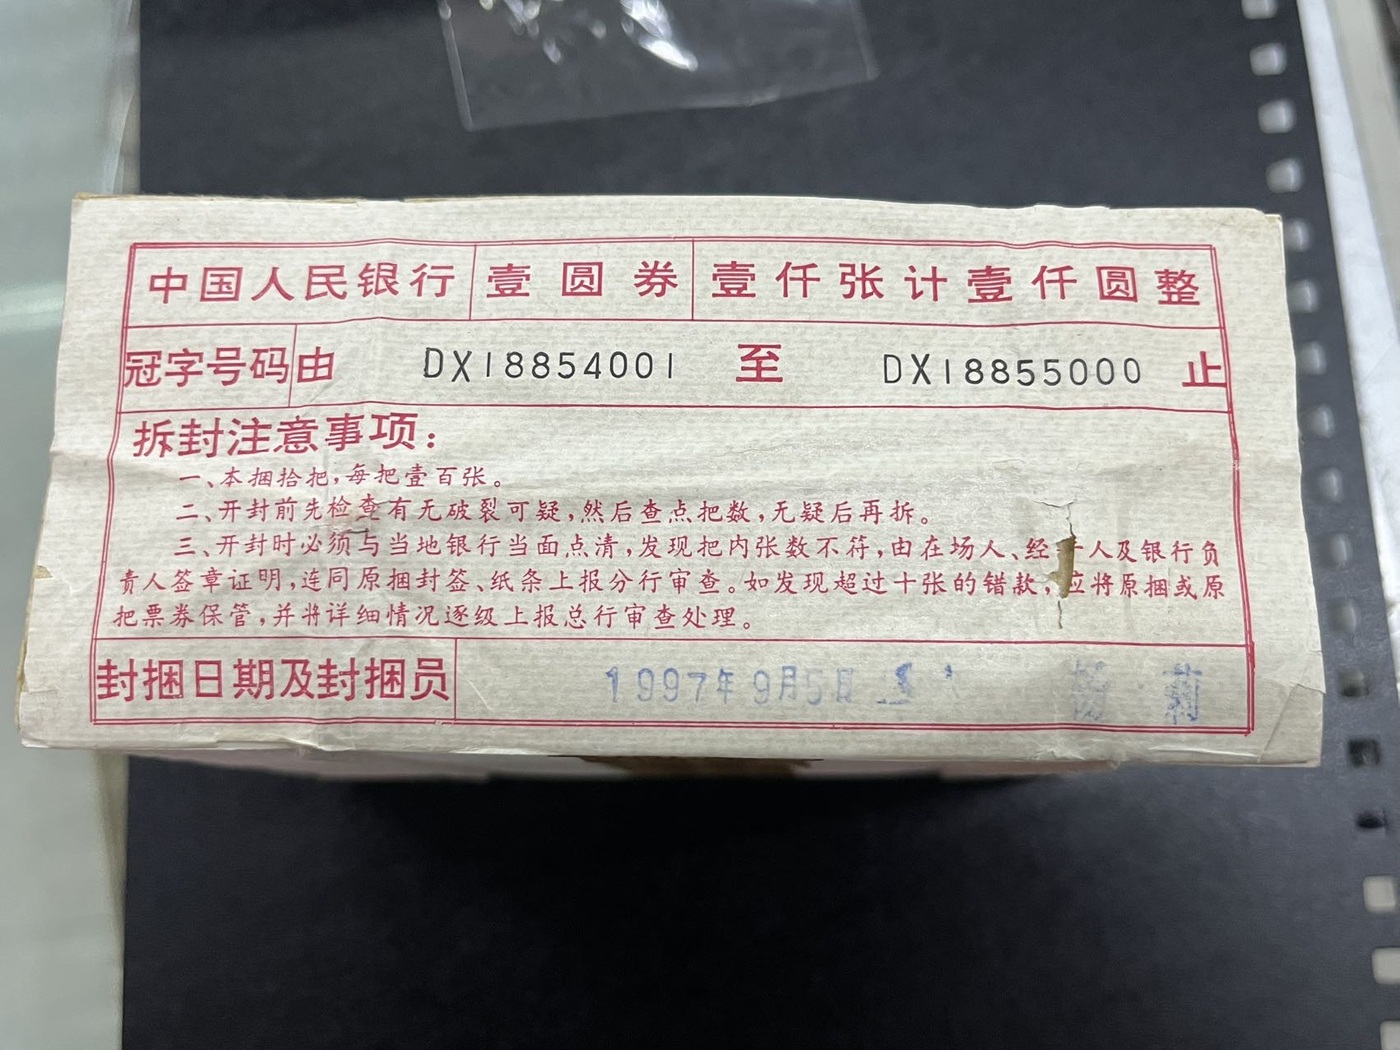 中国人民银行 壹圆券 壹仟张计壹仟圆整
冠字号码 由 DX18854001 至 DX18855000 止
拆封注意事项：
一、本捆拾把，每把壹百张。
二、开封前先检查有无破裂可疑，然后查点把数，无疑后再拆。
三、开封时必须与当地银行当面点清，发现把内张数不符，由在场人、经 人及银行负
责人签章证明，连同原捆封签、纸条上报分行审查。如发现超过十张的错款， 应将原捆或原
把票券保管，并将详细情况逐级上报总行审查处理。
封捆日期及封捆员 1997年9月5日